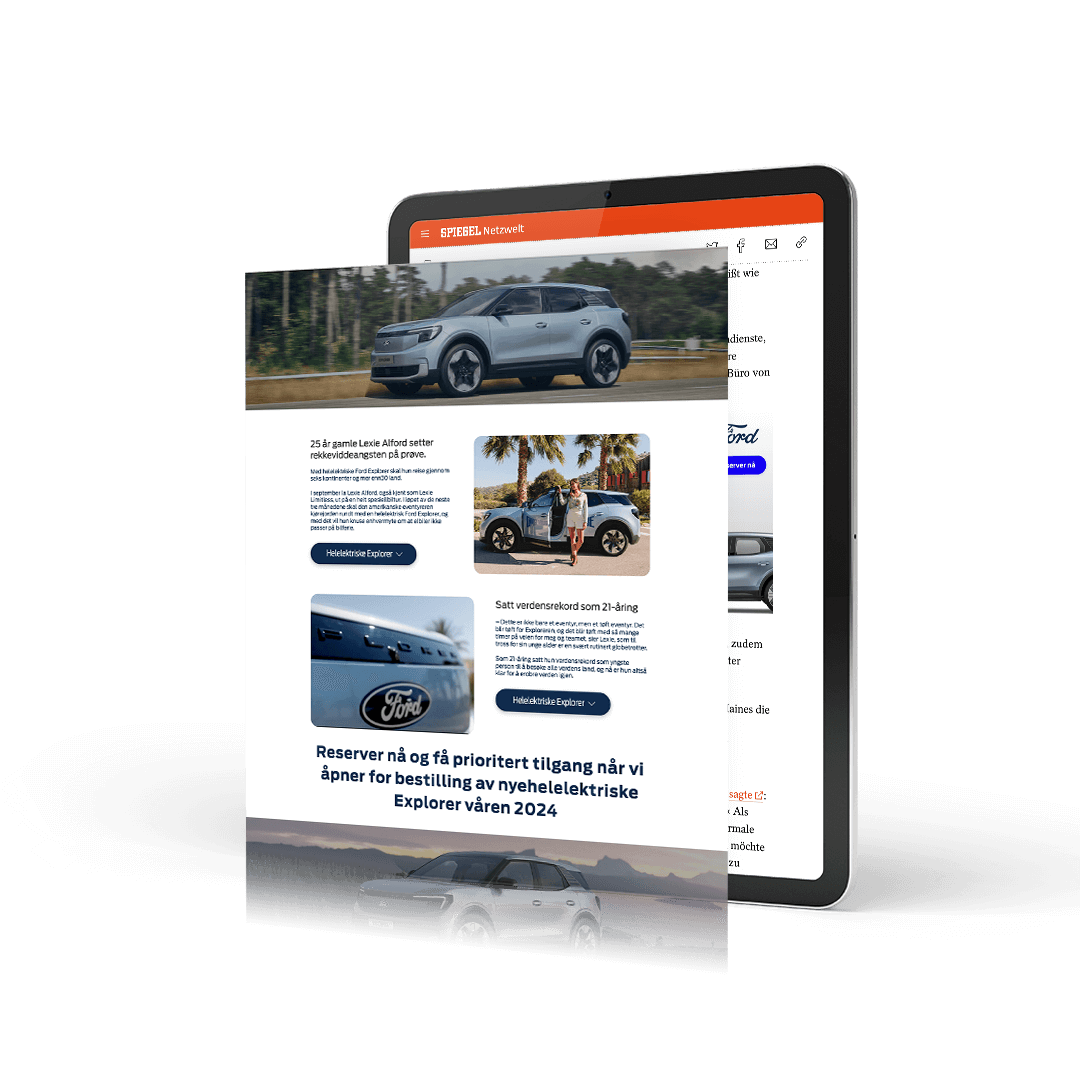 SPIEGEL Netzwelt
ißt wie
dienste,
re
Büro von
Ford
server nå
zudem
ter
laines die
sagte
:
Als
rmale
möchte
zu
25 år gamle Lexie Alford setter
rekkeviddeangsten på prøve.
Med helelektriske Ford Explorer skal hun reise gjennom
seks kontinenter og mer enn30 land.
I september la Lexie Alford, også kjent som Lexie
Limitless, ut på en helt spesiell biltur. I løpet av de neste
tre månedene skal den amerikanske eventyreren
kjøre jorden rundt med en helelektrisk Ford Explorer, og
med det vil hun knuse enhver myte om at elbiler ikke
passer på bilferie.
Helelektriske Explorer
EXPLORER
Ford
Satt verdensrekord som 21-åring
– Dette er ikke bare et eventyr, men et tøft eventyr. Det
blir tøft for Exploreren, og det blir tøft med så mange
timer på veien for meg og teamet, sier Lexie, som til
tross for sin unge alder er en svært rutinert globetrotter.
Som 21-åring satt hun verdensrekord som yngste
person til å besøke alle verdens land, og nå er hun altså
klar for å erobre verden igjen.
Helelektriske Explorer
Reserver nå og få prioritert tilgang når vi
åpner for bestilling av nyehelelektriske
Explorer våren 2024